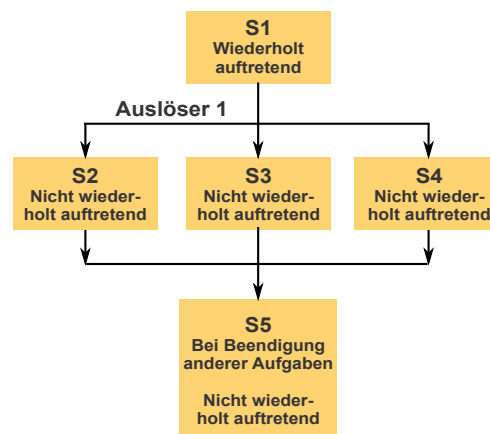 S1
Wiederholt
auftretend
Auslöser 1
S2
Nicht wieder-
holt auftretend
S3
Nicht wieder-
holt auftretend
S4
Nicht wieder-
holt auftretend
S5
Bei Beendigung
anderer Aufgaben
Nicht wieder-
holt auftretend